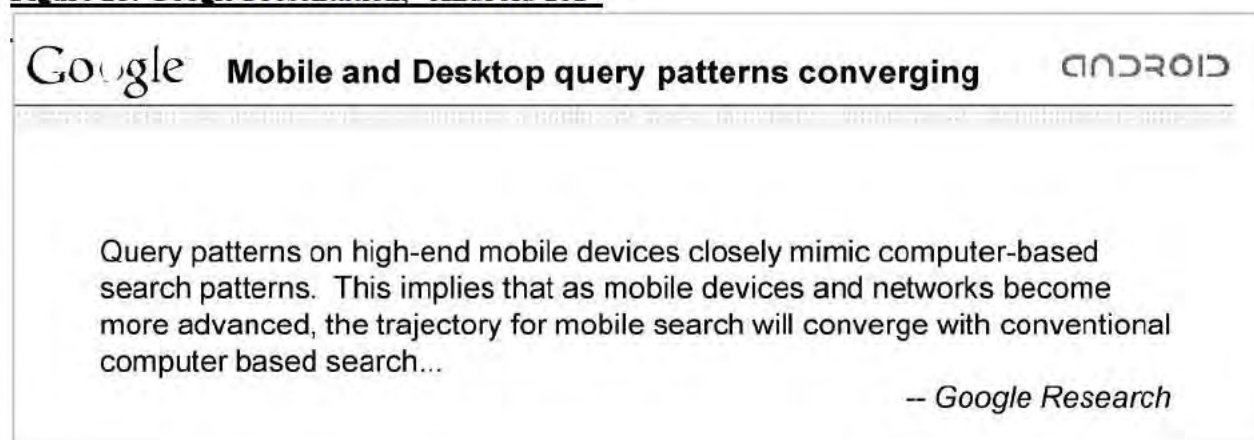 Google Mobile and Desktop query patterns converging ANDROID
Query patterns on high-end mobile devices closely mimic computer-based
search patterns. This implies that as mobile devices and networks become
more advanced, the trajectory for mobile search will converge with conventional
computer based search...
-- Google Research